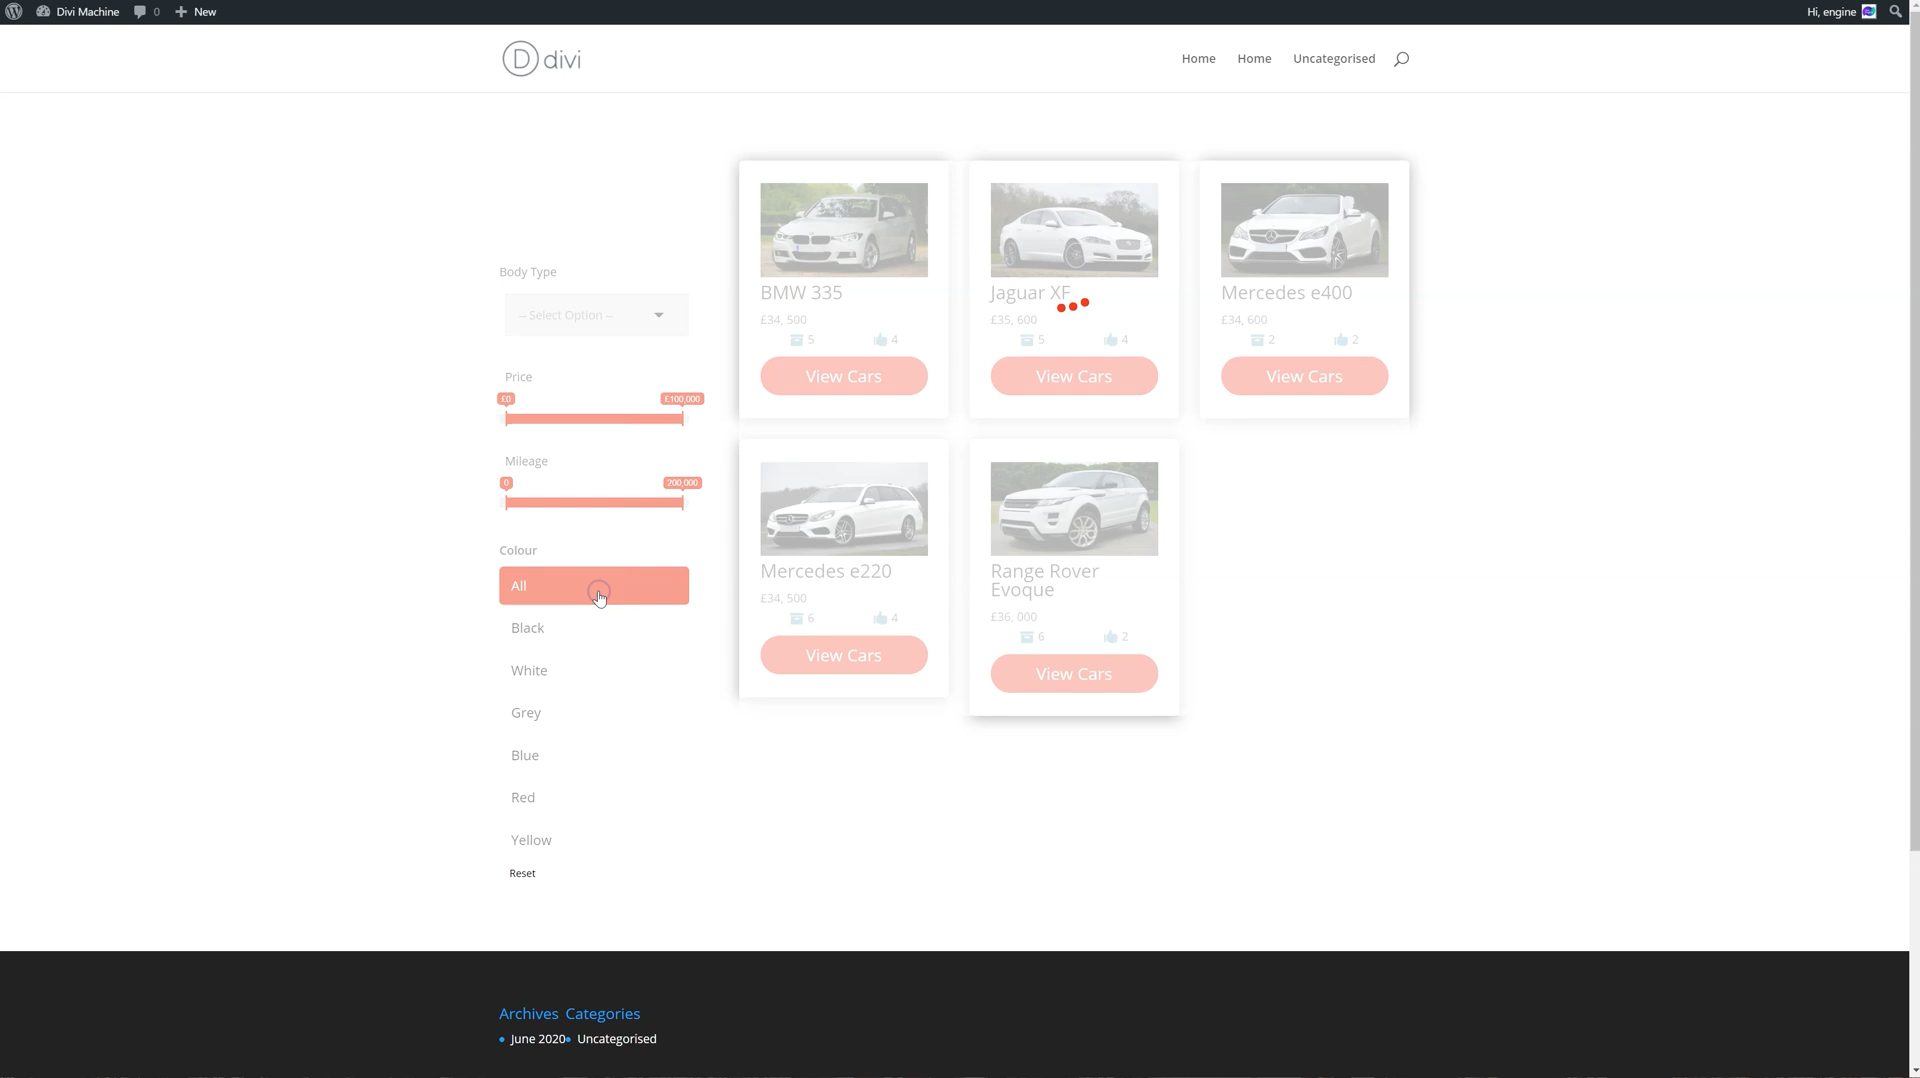 Divi Machine 0 New Hi, engine
D divi Home Home Uncategorised
BMW 335 Jaguar XF Mercedes e400
£34, 500 £35, 600 £34, 600
5 4 5 4 2 2
View Cars View Cars View Cars
Body Type
-- Select Option --
Price
£0 £100,000
Mileage
0 200,000
Colour
All
Black
White
Grey
Blue
Red
Yellow
Reset
Mercedes e220
£34, 500
6 4
View Cars
Range Rover
Evoque
£36, 000
6 2
View Cars
Archives Categories
June 2020 Uncategorised